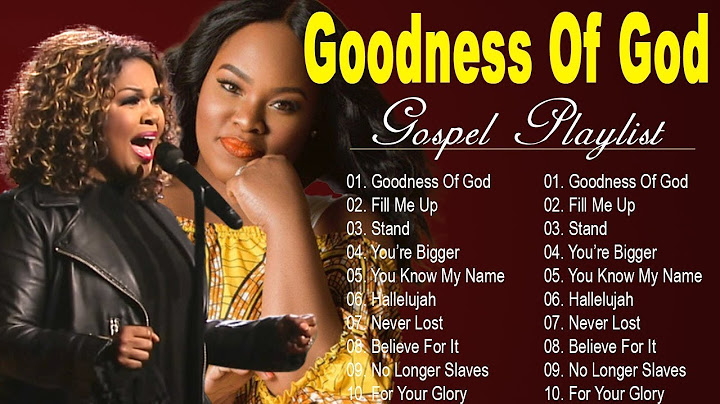 Goodness Of God
Gospel Playlist
01. Goodness Of God
02. Fill Me Up
03. Stand
04. You're Bigger
05. You Know My Name
06. Hallelujah
07. Never Lost
08. Believe For It
09. No Longer Slaves
10. For Your Glory
01. Goodness Of God
02. Fill Me Up
03. Stand
04. You're Bigger
05. You Know My Name
06. Hallelujah
07. Never Lost
08. Believe For It
09. No Longer Slaves
10. For Your Glory